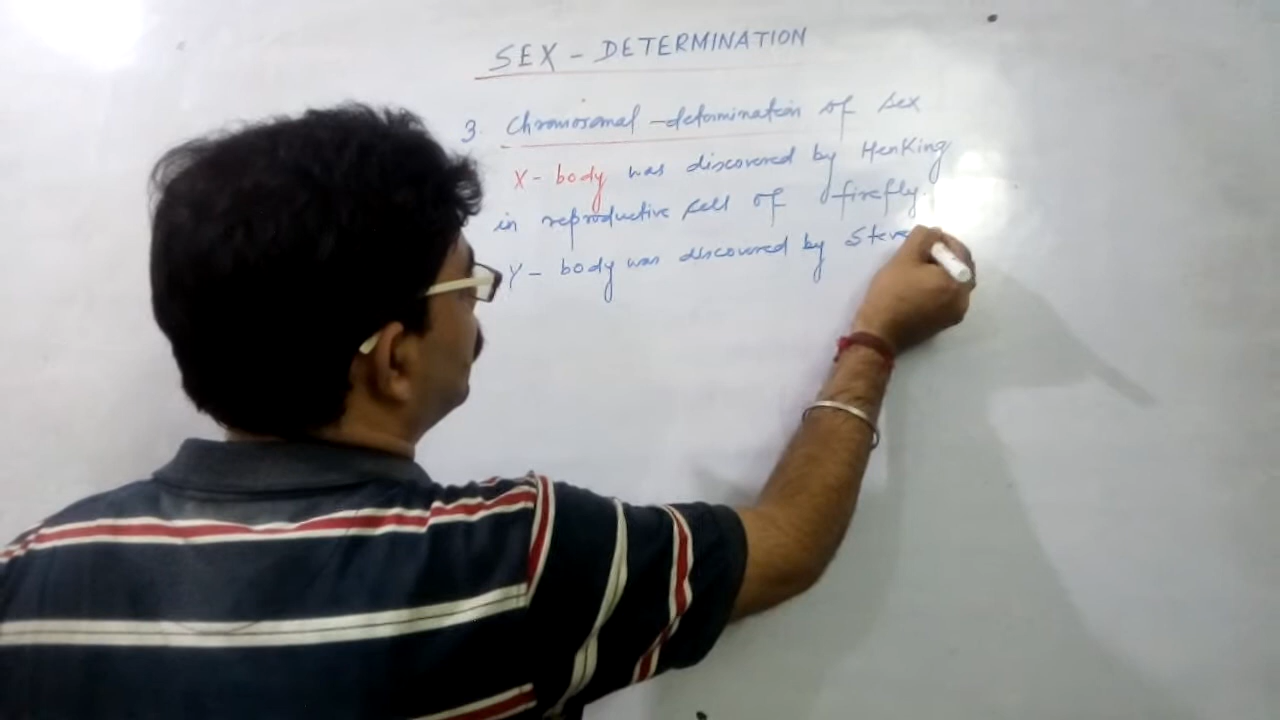 SEX - DETERMINATION
3. Chromosomal - determination of sex
X - body was discovered by HenKing
in reproductive cell of firefly.
Y - body was discovered by Steve